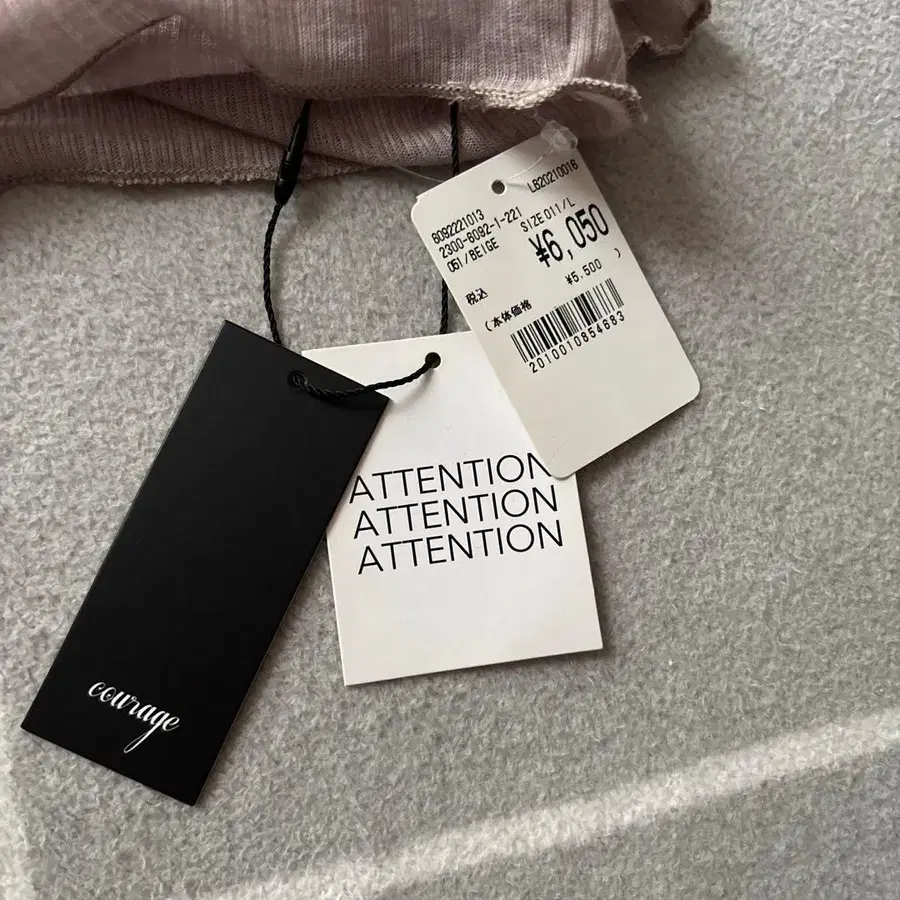 LB20210016
6092221013
2300-6092-1-221
051/BEIGE SIZE 011/L
税込 ¥6,050
(本体価格 ¥5,500 )
2010010854683
ATTENTION
ATTENTION
ATTENTION
courage